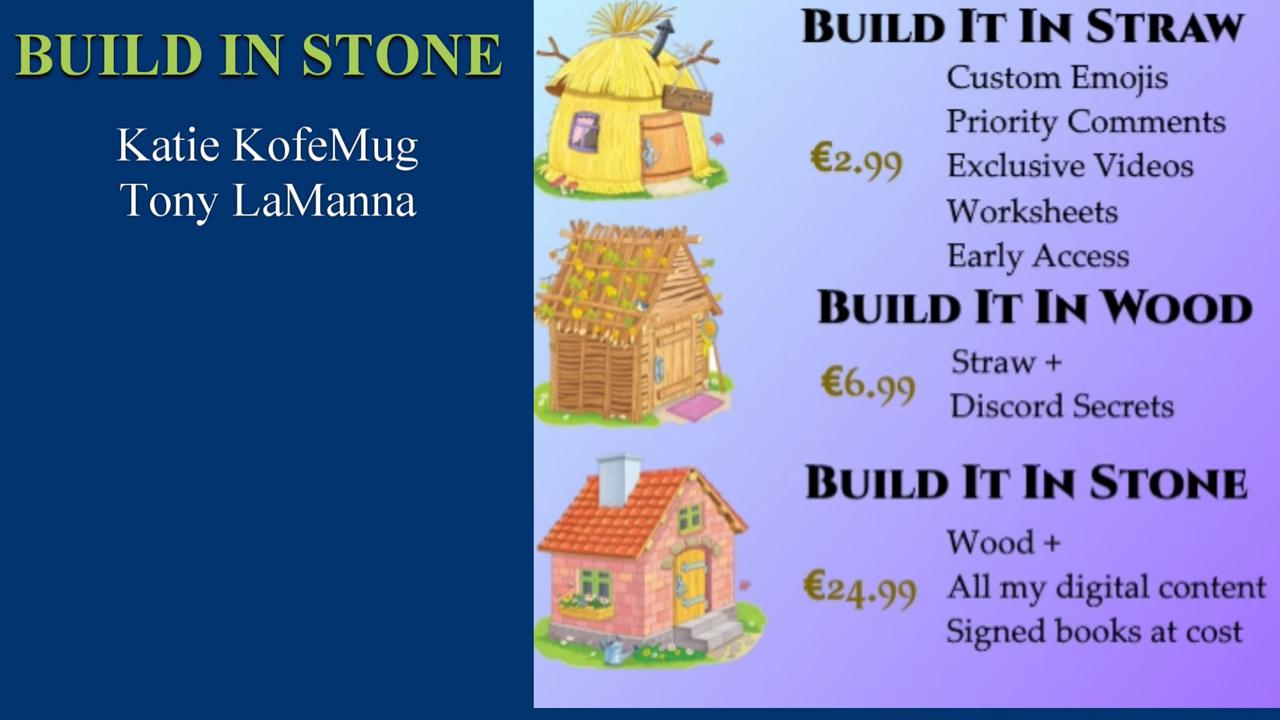 BUILD IN STONE
Katie KofeMug
Tony LaManna
BUILD IT IN STRAW
€2.99
Custom Emojis
Priority Comments
Exclusive Videos
Worksheets
Early Access
BUILD IT IN WOOD
€6.99
Straw +
Discord Secrets
BUILD IT IN STONE
€24.99
Wood +
All my digital content
Signed books at cost